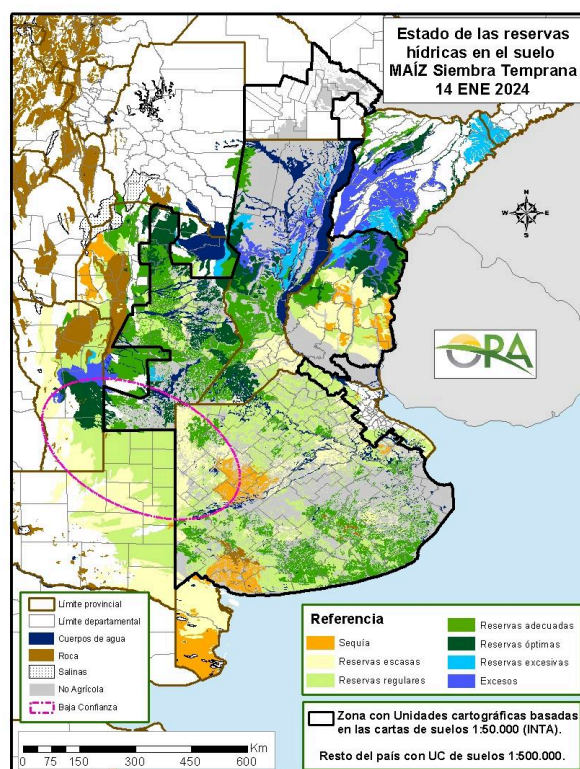 Estado de las reservas
hídricas en el suelo
MAÍZ Siembra Temprana
14 ENE 2024
N
W E
S
ORA
Límite provincial
Límite departamental
Cuerpos de agua
Roca
Salinas
No Agrícola
Baja Confianza
0 75 150 300 450 600
Km
Referencia
Sequía
Reservas escasas
Reservas regulares
Reservas adecuadas
Reservas óptimas
Reservas excesivas
Excesos
Zona con Unidades cartográficas basadas
en las cartas de suelos 1:50.000 (INTA).
Resto del país con UC de suelos 1:500.000.